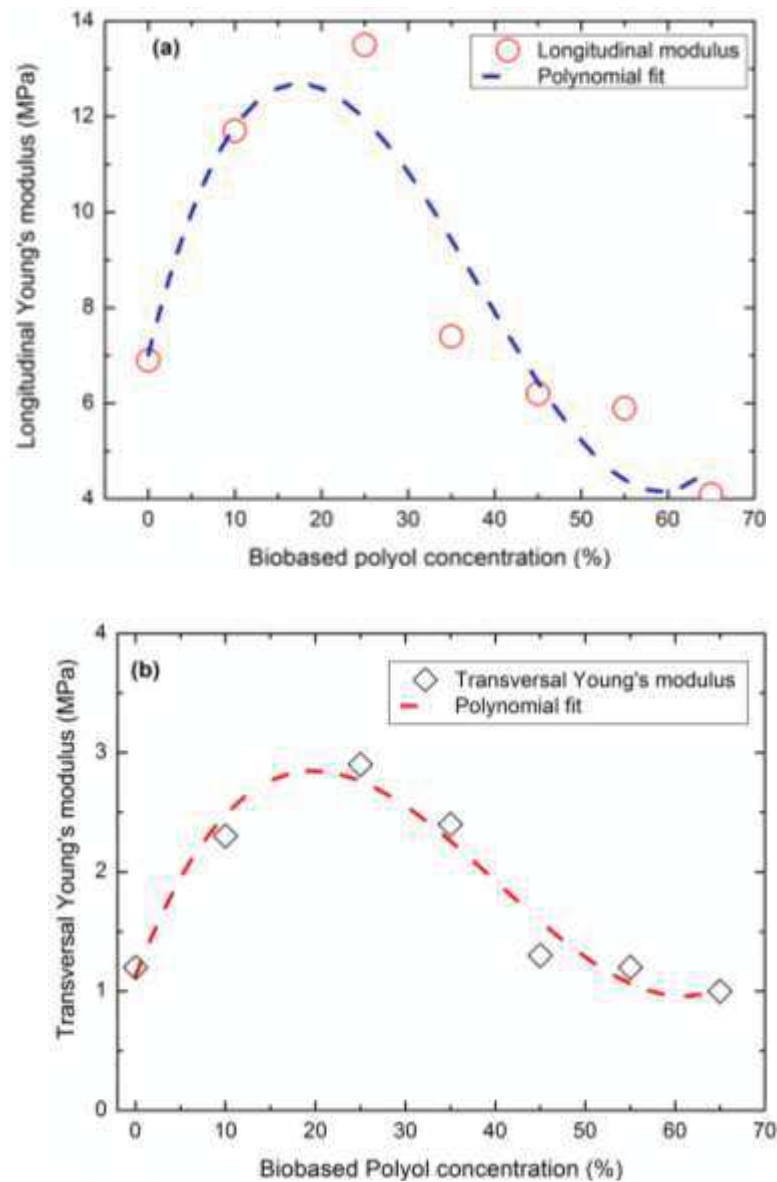 (a)
Longitudinal modulus
Polynomial fit
Longitudinal Young's modulus (MPa)
14
12
10
8
6
4
0 10 20 30 40 50 60 70
Biobased polyol concentration (%)
(b)
Transversal Young's modulus
Polynomial fit
Transversal Young's modulus (MPa)
4
3
2
1
0
0 10 20 30 40 50 60 70
Biobased Polyol concentration (%)